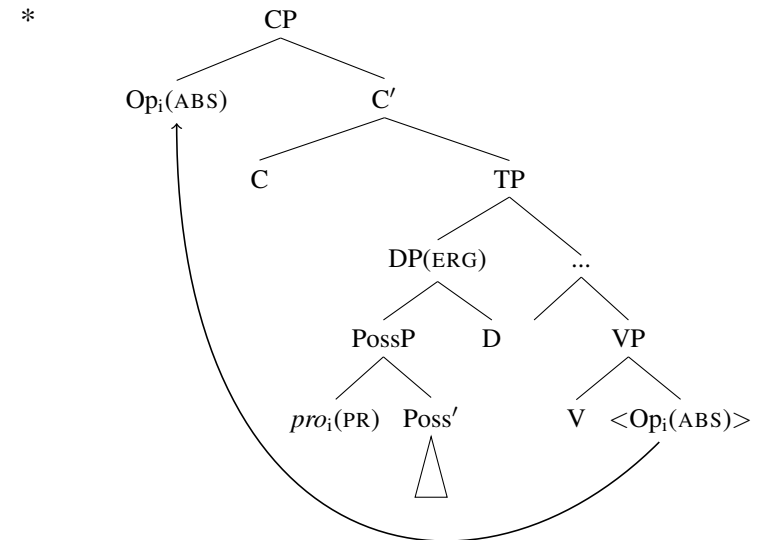 * CP
Opᵢ(ABS) C′
C TP
DP(ERG) ...
PossP D VP
proᵢ(PR) Poss′ V <Opᵢ(ABS)>